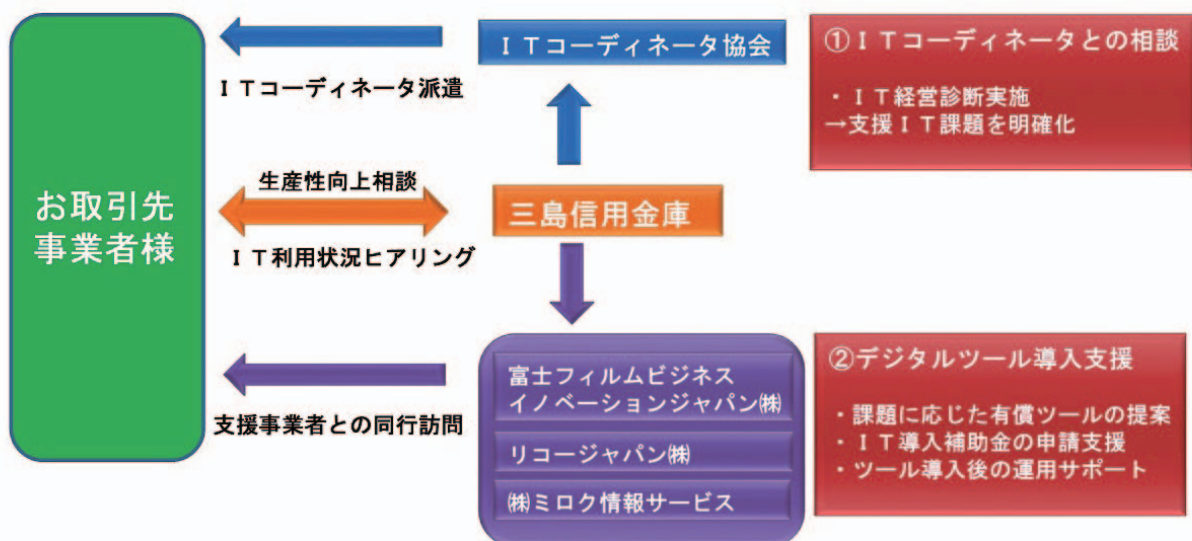 お取引先
事業者様
ＩＴコーディネータ派遣
生産性向上相談
ＩＴ利用状況ヒアリング
支援事業者との同行訪問
ＩＴコーディネータ協会
三島信用金庫
富士フィルムビジネス
イノベーションジャパン㈱
リコージャパン㈱
㈱ミロク情報サービス
①ＩＴコーディネータとの相談
・ＩＴ経営診断実施
→支援ＩＴ課題を明確化
②デジタルツール導入支援
・課題に応じた有償ツールの提案
・ＩＴ導入補助金の申請支援
・ツール導入後の運用サポート